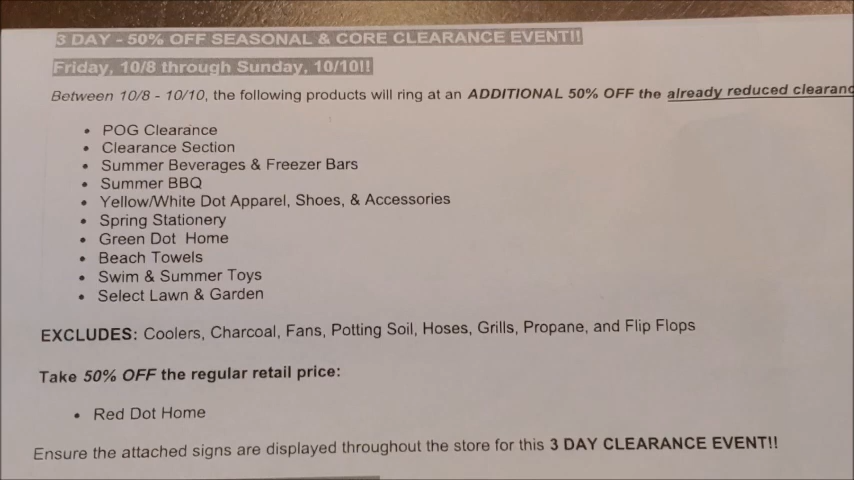 3 DAY - 50% OFF SEASONAL & CORE CLEARANCE EVENT!!
Friday, 10/8 through Sunday, 10/10!!
Between 10/8 - 10/10, the following products will ring at an ADDITIONAL 50% OFF the already reduced clearanc
• POG Clearance
• Clearance Section
• Summer Beverages & Freezer Bars
• Summer BBQ
• Yellow/White Dot Apparel, Shoes, & Accessories
• Spring Stationery
• Green Dot Home
• Beach Towels
• Swim & Summer Toys
• Select Lawn & Garden
EXCLUDES: Coolers, Charcoal, Fans, Potting Soil, Hoses, Grills, Propane, and Flip Flops
Take 50% OFF the regular retail price:
• Red Dot Home
Ensure the attached signs are displayed throughout the store for this 3 DAY CLEARANCE EVENT!!